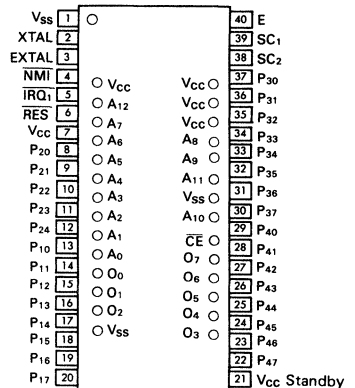 VSS 1 40 E
XTAL 2 39 SC1
EXTAL 3 38 SC2
NMI 4 VCC VCC 37 P30
IRQ1 5 A12 VCC 36 P31
RES 6 A7 VCC 35 P32
VCC 7 A6 A8 34 P33
P20 8 A5 A9 33 P34
P21 9 A4 A11 32 P35
P22 10 A3 VSS 31 P36
P23 11 A2 A10 30 P37
P24 12 A1 CE 29 P40
P10 13 A0 O7 28 P41
P11 14 O0 O6 27 P42
P12 15 O1 O5 26 P43
P13 16 O2 O4 25 P44
P14 17 VSS O3 24 P45
P15 18 23 P46
P16 19 22 P47
P17 20 21 VCC Standby